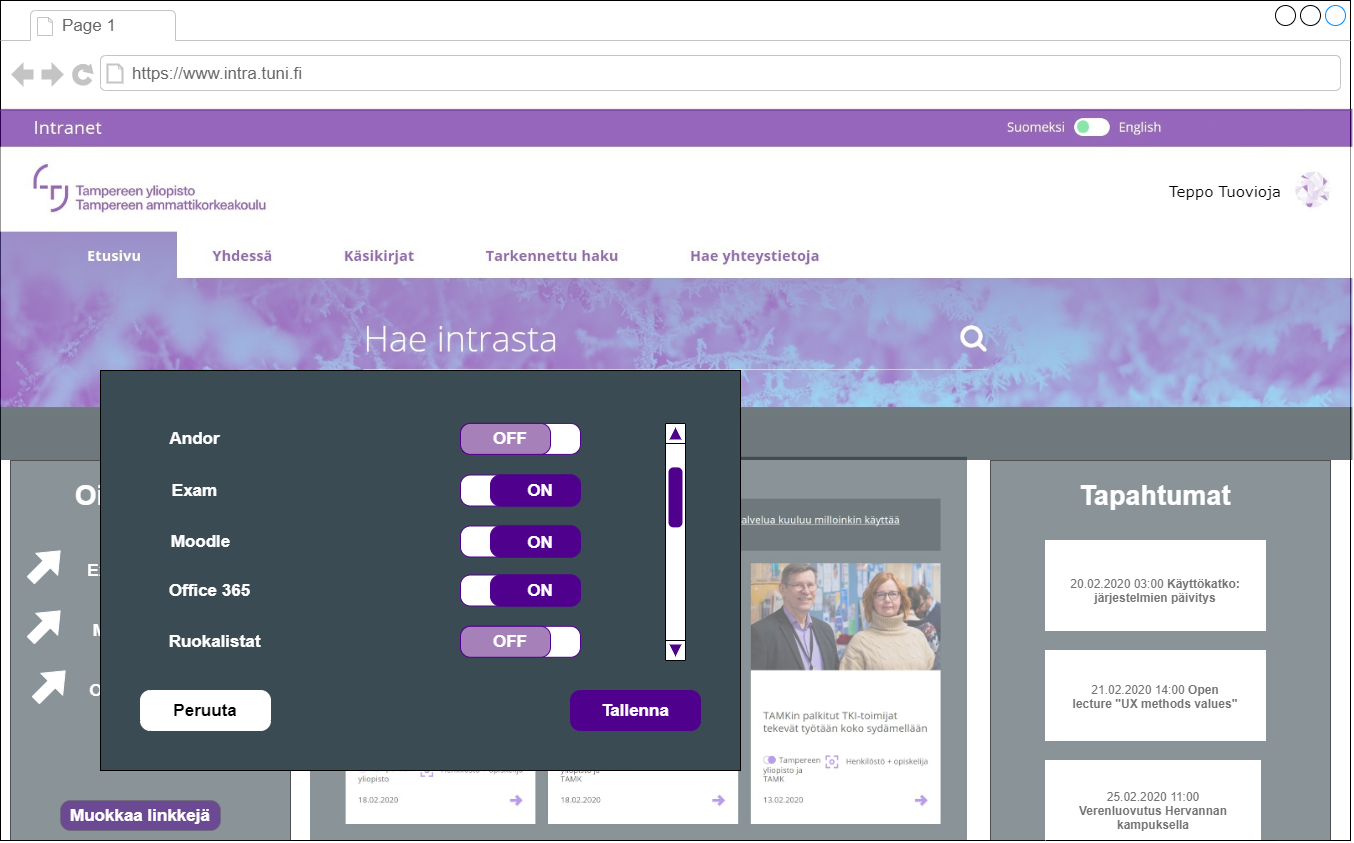 Page 1
https://www.intra.tuni.fi
Intranet
Suomeksi
English
Tampereen yliopisto
Tampereen ammattikorkeakoulu
Teppo Tuovioja
Etusivu
Yhdessä
Käsikirjat
Tarkennettu haku
Hae yhteystietoja
Hae intrasta
Andor
OFF
Exam
ON
Moodle
ON
Office 365
ON
Ruokalistat
OFF
Peruuta
Tallenna
Oi
E
M
O
Muokkaa linkkejä
alvelua kuuluu milloinkin käyttää
TAMKin palkitut TKI-toimijat
tekevät työtään koko sydämellään
Tampereen
yliopisto ja
TAMK
Henkilöstö + opiskelija
13.02.2020
yliopisto
18.02.2020
TAMK
18.02.2020
Tapahtumat
20.02.2020 03:00 Käyttökatko:
järjestelmien päivitys
21.02.2020 14:00 Open
lecture "UX methods values"
25.02.2020 11:00
Verenluovutus Hervannan
kampuksella